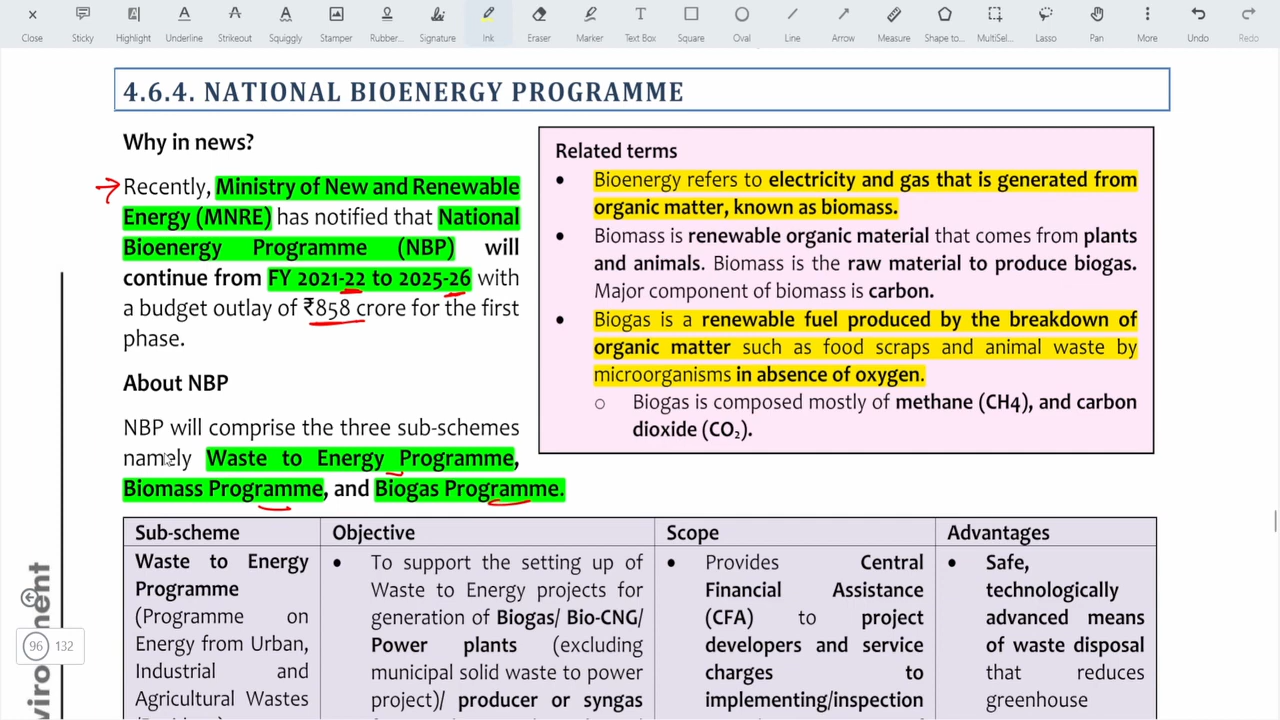 Close Sticky Highlight Underline Strikeout Squiggly Stamper Rubber... Signature Ink Eraser Marker Text Box Square Oval Line Arrow Measure Shape to... MultiSel... Lasso Pan More Undo Redo
4.6.4. NATIONAL BIOENERGY PROGRAMME
Why in news?
Recently, Ministry of New and Renewable
Energy (MNRE) has notified that National
Bioenergy Programme (NBP) will
continue from FY 2021-22 to 2025-26 with
a budget outlay of ₹858 crore for the first
phase.
About NBP
NBP will comprise the three sub-schemes
namely Waste to Energy Programme,
Biomass Programme, and Biogas Programme.
Related terms
• Bioenergy refers to electricity and gas that is generated from
organic matter, known as biomass.
• Biomass is renewable organic material that comes from plants
and animals. Biomass is the raw material to produce biogas.
Major component of biomass is carbon.
• Biogas is a renewable fuel produced by the breakdown of
organic matter such as food scraps and animal waste by
microorganisms in absence of oxygen.
o Biogas is composed mostly of methane (CH4), and carbon
dioxide (CO₂).
Sub-scheme Objective Scope Advantages
Waste to Energy
Programme
(Programme on
Energy from Urban,
Industrial and
Agricultural Wastes
• To support the setting up of
Waste to Energy projects for
generation of Biogas/ Bio-CNG/
Power plants (excluding
municipal solid waste to power
project)/ producer or syngas
• Provides Central
Financial Assistance
(CFA) to project
developers and service
charges to
implementing/inspection
• Safe,
technologically
advanced means
of waste disposal
that reduces
greenhouse
96 132